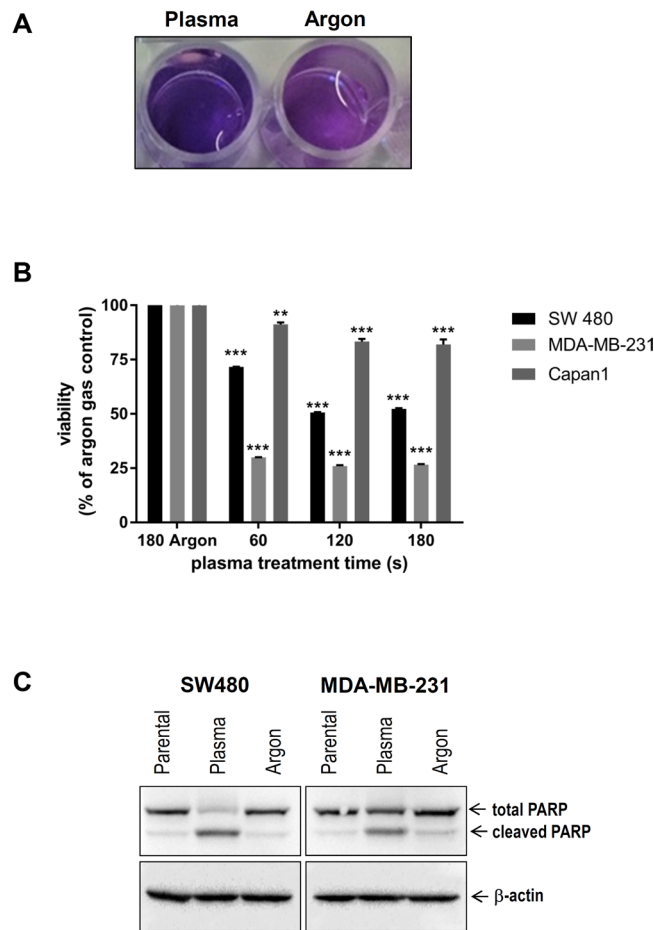 A
Plasma Argon
B
100
75
50
25
0
viability
(% of argon gas control)
*** *** ** *** *** *** *** *** ***
180 Argon 60 120 180
plasma treatment time (s)
SW 480
MDA-MB-231
Capan1
C
SW480 MDA-MB-231
Parental Plasma Argon Parental Plasma Argon
total PARP
cleaved PARP
β-actin